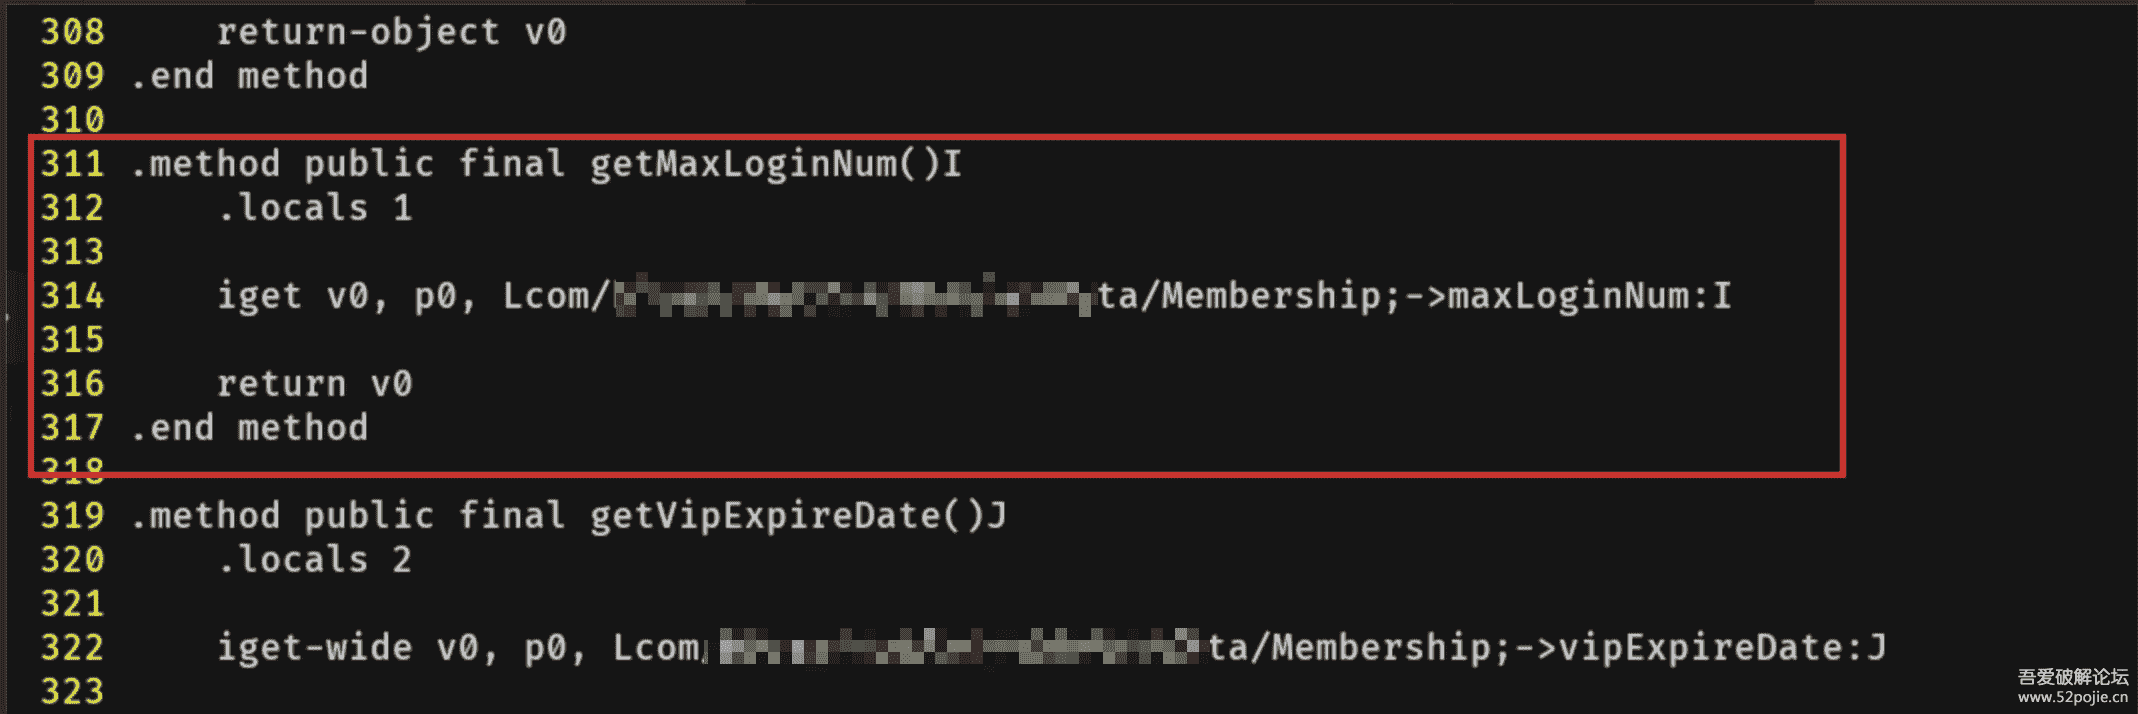 308 return-object v0
309 .end method
310
311 .method public final getMaxLoginNum()I
312 .locals 1
313
314 iget v0, p0, Lcom/ ta/Membership;->maxLoginNum:I
315
316 return v0
317 .end method
318
319 .method public final getVipExpireDate()J
320 .locals 2
321
322 iget-wide v0, p0, Lcom ta/Membership;->vipExpireDate:J
323
吾爱破解论坛
www.52pojie.cn